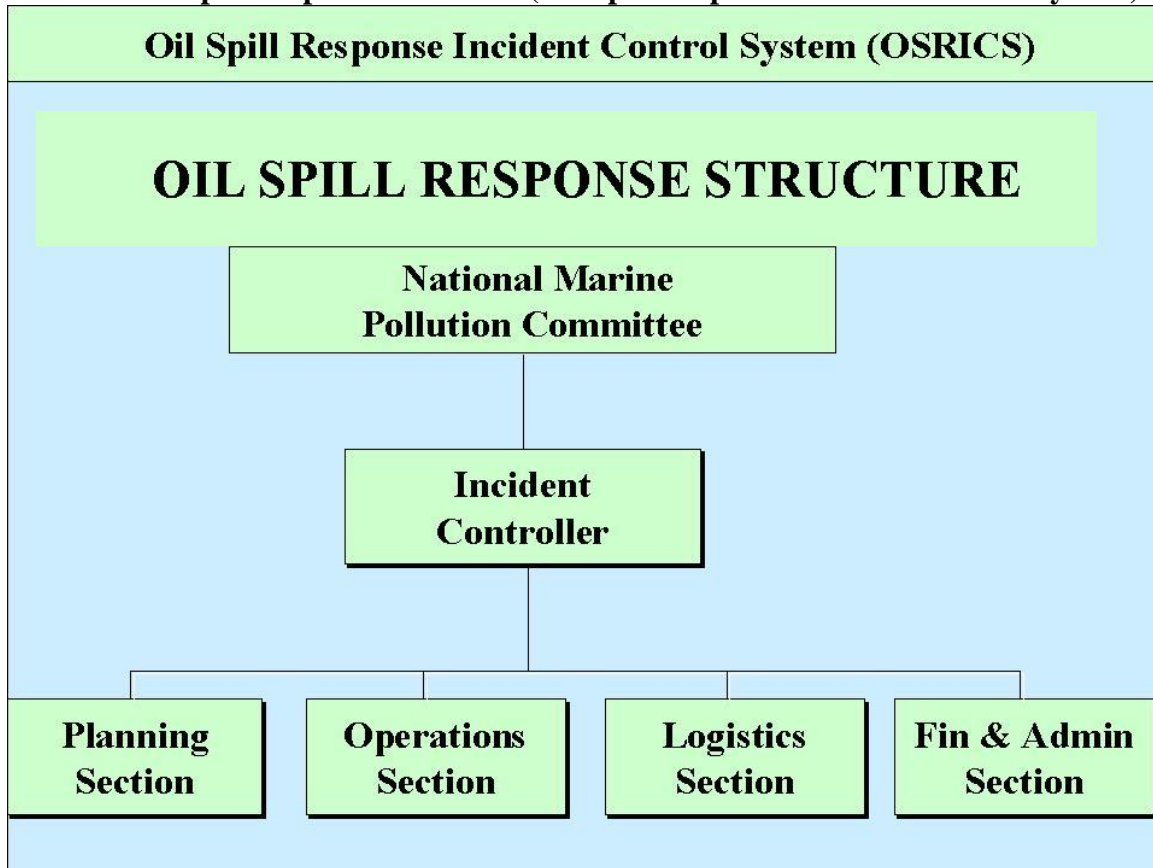 Oil Spill Response Incident Control System (OSRICS)
OIL SPILL RESPONSE STRUCTURE
National Marine
Pollution Committee
Incident
Controller
Planning
Section
Operations
Section
Logistics
Section
Fin & Admin
Section